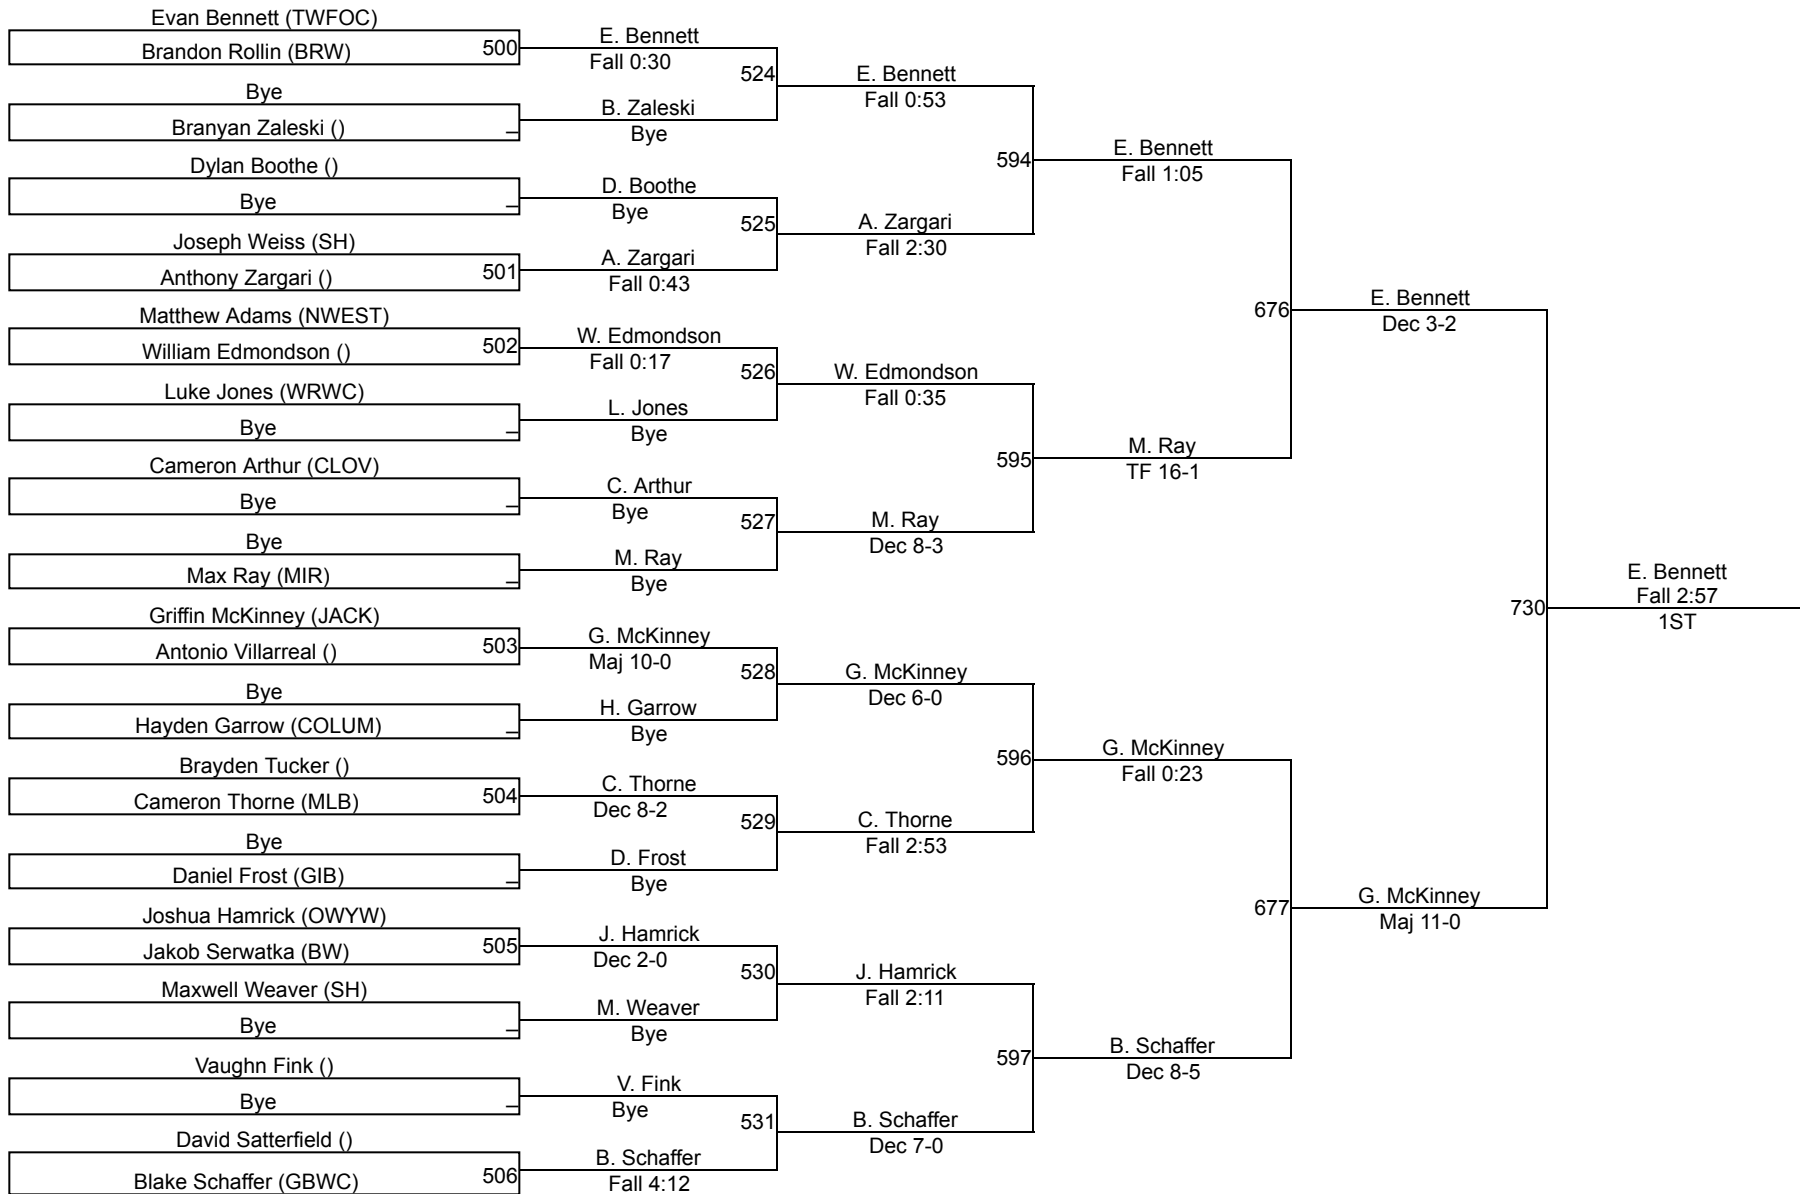 Evan Bennett (TWFOC)
Brandon Rollin (BRW)
500
Bye
Branyan Zaleski ()
Dylan Boothe ()
Bye
Joseph Weiss (SH)
Anthony Zargari ()
501
Matthew Adams (NWEST)
William Edmondson ()
502
Luke Jones (WRWC)
Bye
Cameron Arthur (CLOV)
Bye
Bye
Max Ray (MIR)
Griffin McKinney (JACK)
Antonio Villarreal ()
503
Bye
Hayden Garrow (COLUM)
Brayden Tucker ()
Cameron Thorne (MLB)
504
Bye
Daniel Frost (GIB)
Joshua Hamrick (OWYW)
Jakob Serwatka (BW)
505
Maxwell Weaver (SH)
Bye
Vaughn Fink ()
Bye
David Satterfield ()
Blake Schaffer (GBWC)
506
E. Bennett
Fall 0:30
524
B. Zaleski
Bye
D. Boothe
Bye
525
A. Zargari
Fall 0:43
W. Edmondson
Fall 0:17
526
L. Jones
Bye
C. Arthur
Bye
527
M. Ray
Bye
G. McKinney
Maj 10-0
528
H. Garrow
Bye
C. Thorne
Dec 8-2
529
D. Frost
Bye
J. Hamrick
Dec 2-0
530
M. Weaver
Bye
V. Fink
Bye
531
B. Schaffer
Fall 4:12
E. Bennett
Fall 0:53
594
A. Zargari
Fall 2:30
W. Edmondson
Fall 0:35
595
M. Ray
Dec 8-3
G. McKinney
Dec 6-0
596
C. Thorne
Fall 2:53
J. Hamrick
Fall 2:11
597
B. Schaffer
Dec 7-0
E. Bennett
Fall 1:05
676
M. Ray
TF 16-1
G. McKinney
Fall 0:23
677
B. Schaffer
Dec 8-5
E. Bennett
Dec 3-2
730
G. McKinney
Maj 11-0
E. Bennett
Fall 2:57
1ST